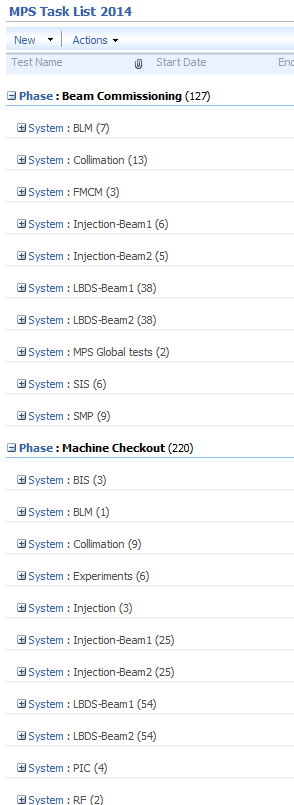 MPS Task List 2014
New Actions
Test Name Start Date End
Phase : Beam Commissioning (127)
System : BLM (7)
System : Collimation (13)
System : FMCM (3)
System : Injection-Beam1 (6)
System : Injection-Beam2 (5)
System : LBDS-Beam1 (38)
System : LBDS-Beam2 (38)
System : MPS Global tests (2)
System : SIS (6)
System : SMP (9)
Phase : Machine Checkout (220)
System : BIS (3)
System : BLM (1)
System : Collimation (9)
System : Experiments (6)
System : Injection (3)
System : Injection-Beam1 (25)
System : Injection-Beam2 (25)
System : LBDS-Beam1 (54)
System : LBDS-Beam2 (54)
System : PIC (4)
System : RF (2)